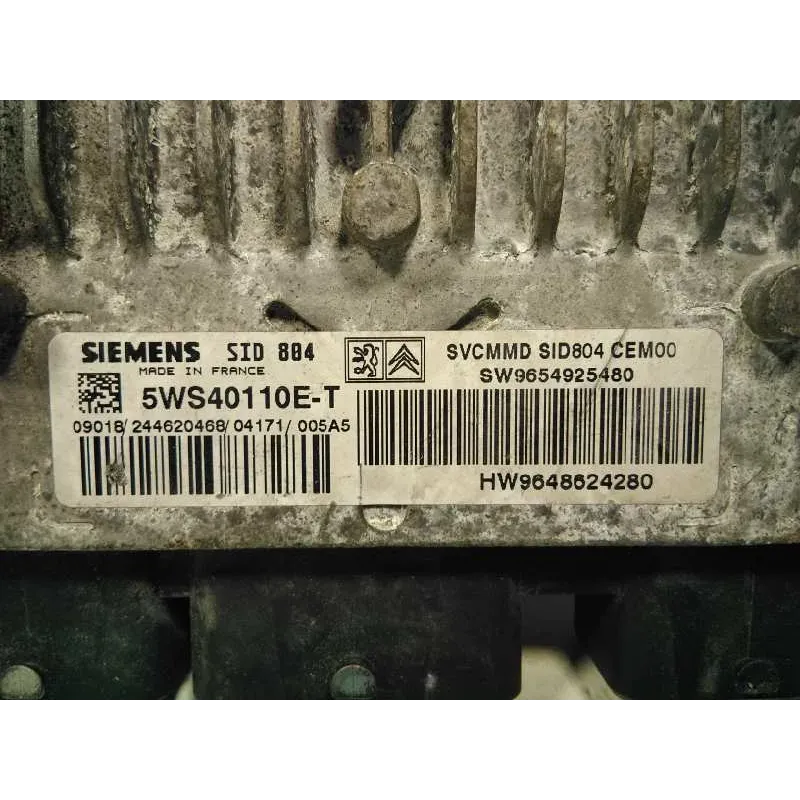 SIEMENS SID 804
MADE IN FRANCE
5WS40110E-T
09018/244620468/04171/005A5
SVCMMD SID804 CEM00
SW9654925480
HW9648624280